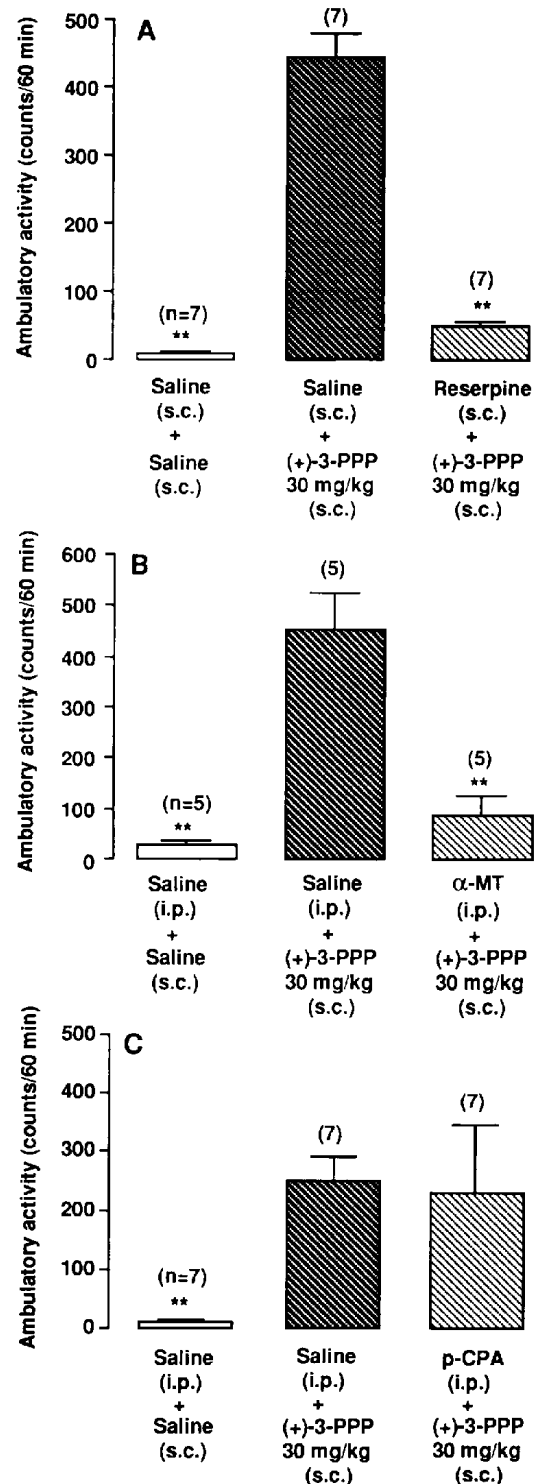 A
Ambulatory activity (counts/60 min)
500
400
300
200
100
0
(n=7)
**
(7)
(7)
**
Saline Saline Reserpine
(s.c.) (s.c.) (s.c.)
+ + +
Saline (+)-3-PPP (+)-3-PPP
(s.c.) 30 mg/kg 30 mg/kg
(s.c.) (s.c.)
B
Ambulatory activity (counts/60 min)
600
500
400
300
200
100
0
(n=5)
**
(5)
(5)
**
Saline Saline α-MT
(i.p.) (i.p.) (i.p.)
+ + +
Saline (+)-3-PPP (+)-3-PPP
(s.c.) 30 mg/kg 30 mg/kg
(s.c.) (s.c.)
C
Ambulatory activity (counts/60 min)
500
400
300
200
100
0
(n=7)
**
(7)
(7)
Saline Saline p-CPA
(i.p.) (i.p.) (i.p.)
+ + +
Saline (+)-3-PPP (+)-3-PPP
(s.c.) 30 mg/kg 30 mg/kg
(s.c.) (s.c.)